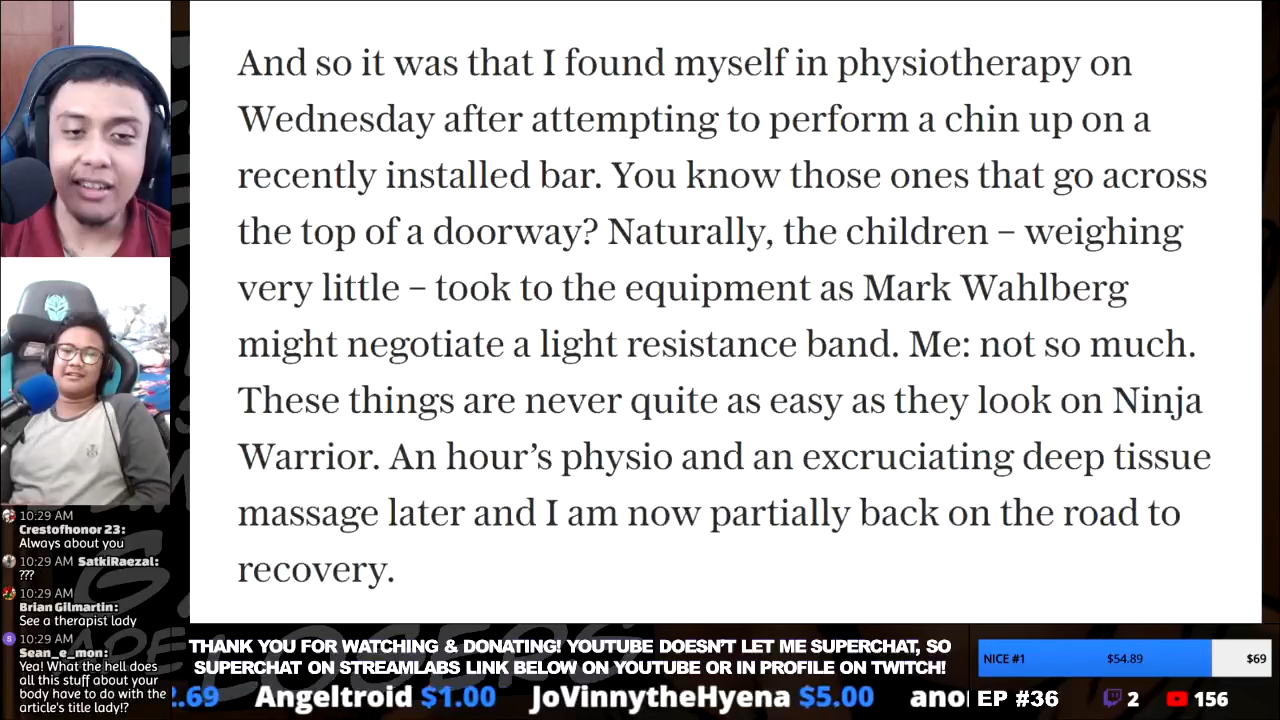 And so it was that I found myself in physiotherapy on
Wednesday after attempting to perform a chin up on a
recently installed bar. You know those ones that go across
the top of a doorway? Naturally, the children – weighing
very little – took to the equipment as Mark Wahlberg
might negotiate a light resistance band. Me: not so much.
These things are never quite as easy as they look on Ninja
Warrior. An hour’s physio and an excruciating deep tissue
massage later and I am now partially back on the road to
recovery.
10:29 AM
Crestofhonor 23:
Always about you
10:29 AM SatkiRaezal:
???
10:29 AM
Brian Gilmartin:
See a therapist lady
10:29 AM
Sean_e_mon:
Yea! What the hell does
all this stuff about your
body have to do with the
article's title lady!?
THANK YOU FOR WATCHING & DONATING! YOUTUBE DOESN'T LET ME SUPERCHAT, SO
SUPERCHAT ON STREAMLABS LINK BELOW ON YOUTUBE OR IN PROFILE ON TWITCH!
NICE #1 $54.89 $69
2.69 Angeltroid $1.00 JoVinnytheHyena $5.00 ano
EP #36 2 156